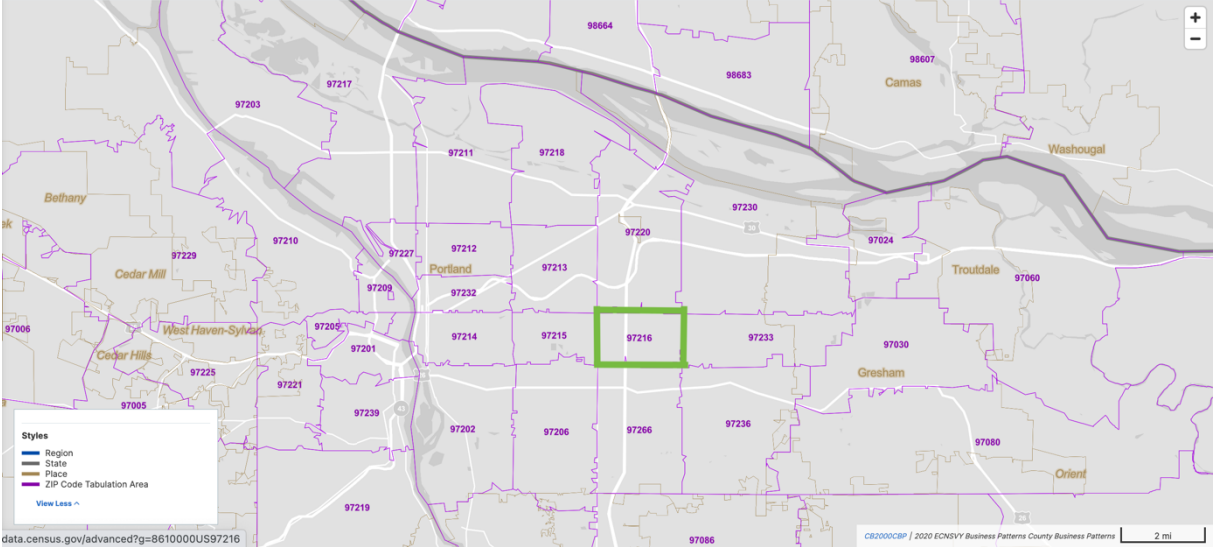 +
−
98664
98683
98607
Camas
97217
97203
97211
97218
Washougal
Bethany
ek
97230
97220
30
97210
97229
97212
97227
97024
Cedar Mill
Portland
97213
Troutdale
97060
97209
97232
97006
97205
West Haven-Sylvan
97214
97215
97216
97233
97201
97030
Cedar Hills
97225
Gresham
97221
97005
97239
43
97202
97206
97266
97236
97080
Orient
97219
26
97086
Styles
Region
State
Place
ZIP Code Tabulation Area
View Less
data.census.gov/advanced?g=8610000US97216
CB2000CBP | 2020 ECNSVY Business Patterns County Business Patterns
2 mi